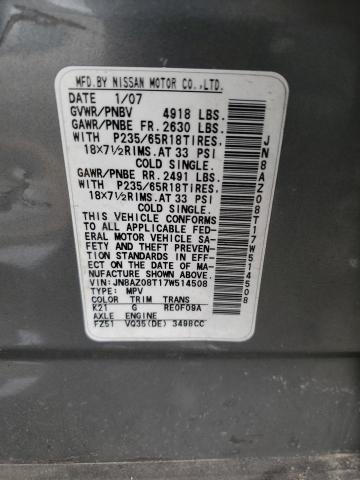 MFD.BY NISSAN MOTOR CO.,LTD.
DATE 1/07
GVWR/PNBV 4918 LBS.
GAWR/PNBE FR. 2630 LBS.
WITH P235/65R18TIRES.
18X7½RIMS.AT 33 PSI
COLD SINGLE.
GAWR/PNBE RR. 2491 LBS.
WITH P235/65R18TIRES.
18X7½RIMS.AT 33 PSI
COLD SINGLE.
THIS VEHICLE CONFORMS
TO ALL APPLICABLE FED-
ERAL MOTOR VEHICLE SA-
FETY AND THEFT PREVENTION
STANDARDS IN EFFECT
ON THE DATE OF MA-
NUFACTURE SHOWN ABOVE
VIN:JN8AZ08T17W514508
TYPE: MPV
COLOR TRIM TRANS
K21 G RE0F09A
AXLE ENGINE
FZ51 VQ35(DE) 3498CC
JN8AZ08T17W514508